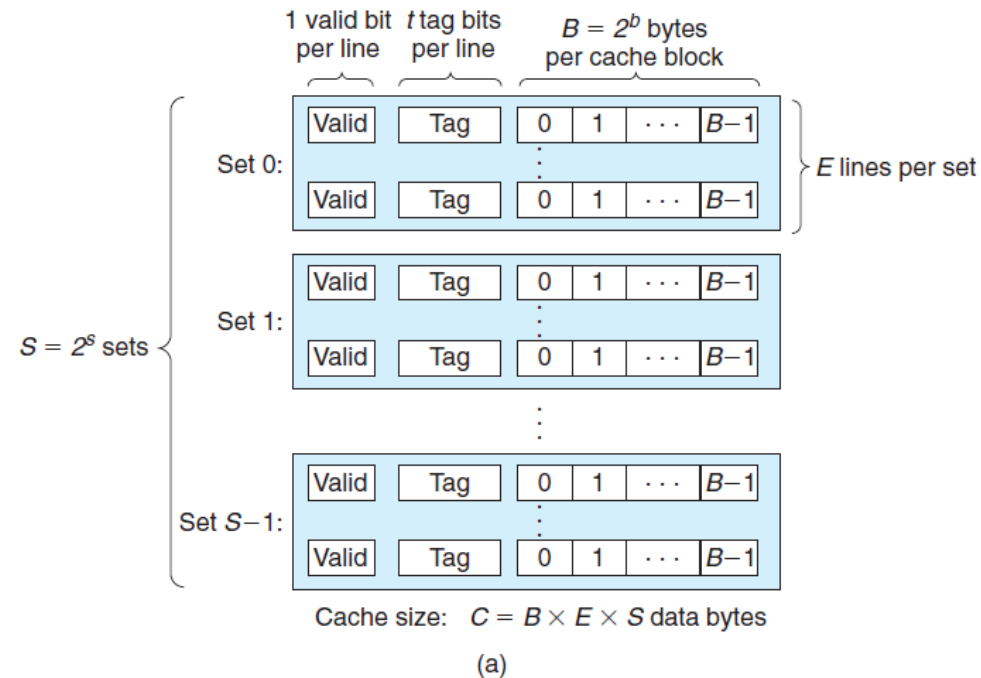 1 valid bit per line
t tag bits per line
B = 2^b bytes per cache block
Valid Tag 0 1 · · · B–1
Set 0:
E lines per set
Valid Tag 0 1 · · · B–1
Valid Tag 0 1 · · · B–1
Set 1:
S = 2^s sets
Valid Tag 0 1 · · · B–1
Valid Tag 0 1 · · · B–1
Set S–1:
Valid Tag 0 1 · · · B–1
Cache size: C = B × E × S data bytes
(a)